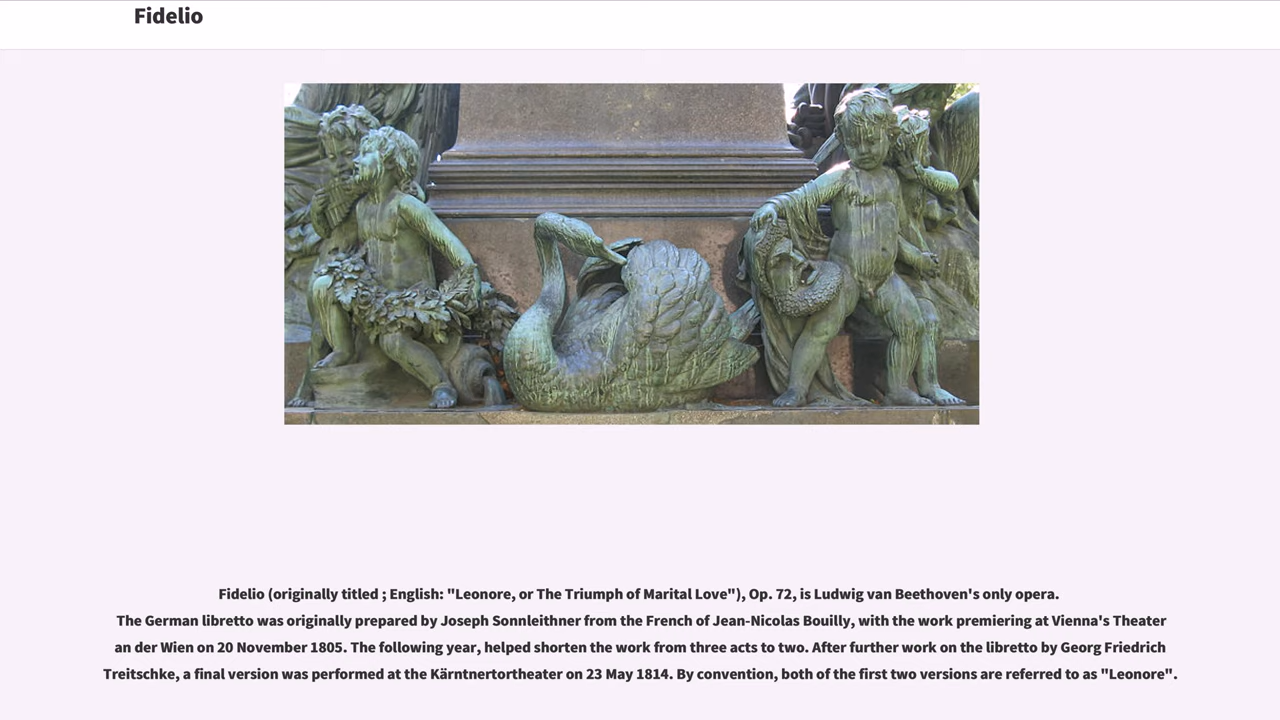 Fidelio
Fidelio (originally titled ; English: "Leonore, or The Triumph of Marital Love"), Op. 72, is Ludwig van Beethoven's only opera.
The German libretto was originally prepared by Joseph Sonnleithner from the French of Jean-Nicolas Bouilly, with the work premiering at Vienna's Theater
an der Wien on 20 November 1805. The following year, helped shorten the work from three acts to two. After further work on the libretto by Georg Friedrich
Treitschke, a final version was performed at the Kärntnertortheater on 23 May 1814. By convention, both of the first two versions are referred to as "Leonore".